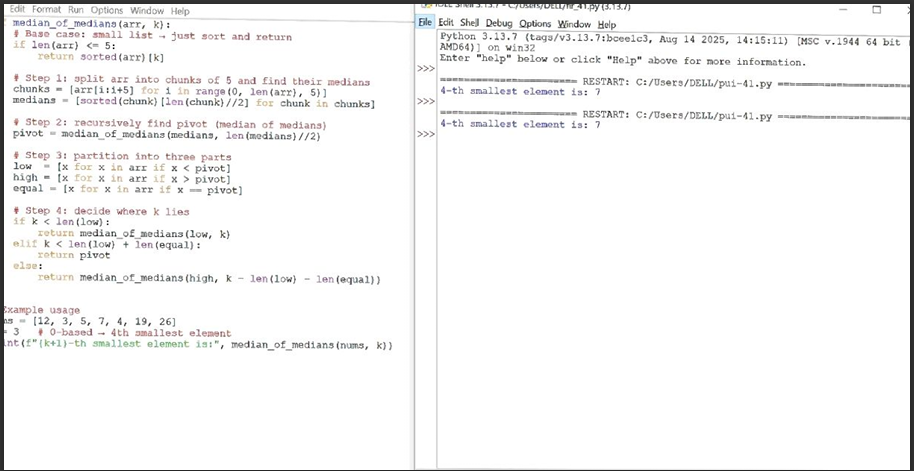 Edit Format Run Options Window Help
median_of_medians(arr, k):
# Base case: small list → just sort and return
if len(arr) <= 5:
return sorted(arr)[k]
# Step 1: split arr into chunks of 5 and find their medians
chunks = [arr[i:i+5] for i in range(0, len(arr), 5)]
medians = [sorted(chunk)[len(chunk)//2] for chunk in chunks]
# Step 2: recursively find pivot (median of medians)
pivot = median_of_medians(medians, len(medians)//2)
# Step 3: partition into three parts
low = [x for x in arr if x < pivot]
high = [x for x in arr if x > pivot]
equal = [x for x in arr if x == pivot]
# Step 4: decide where k lies
if k < len(low):
return median_of_medians(low, k)
elif k < len(low) + len(equal):
return pivot
else:
return median_of_medians(high, k - len(low) - len(equal))
Example usage
ms = [12, 3, 5, 7, 4, 19, 26]
= 3 # 0-based → 4th smallest element
int(f"{k+1}-th smallest element is:", median_of_medians(nums, k))
File Edit Shell Debug Options Window Help
Python 3.13.7 (tags/v3.13.7:bceelc3, Aug 14 2025, 14:15:11) [MSC v.1944 64 bit (
AMD64)] on win32
Enter "help" below or click "Help" above for more information.
>>>
======================= RESTART: C:/Users/DELL/pui-41.py =======================
4-th smallest element is: 7
>>>
======================= RESTART: C:/Users/DELL/pui-41.py =======================
4-th smallest element is: 7
>>>